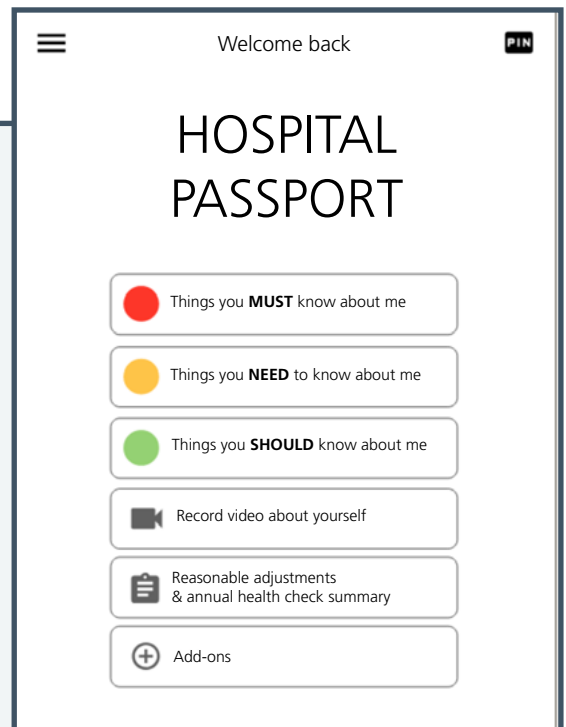 Welcome back
PIN
HOSPITAL
PASSPORT
Things you MUST know about me
Things you NEED to know about me
Things you SHOULD know about me
Record video about yourself
Reasonable adjustments
& annual health check summary
Add-ons